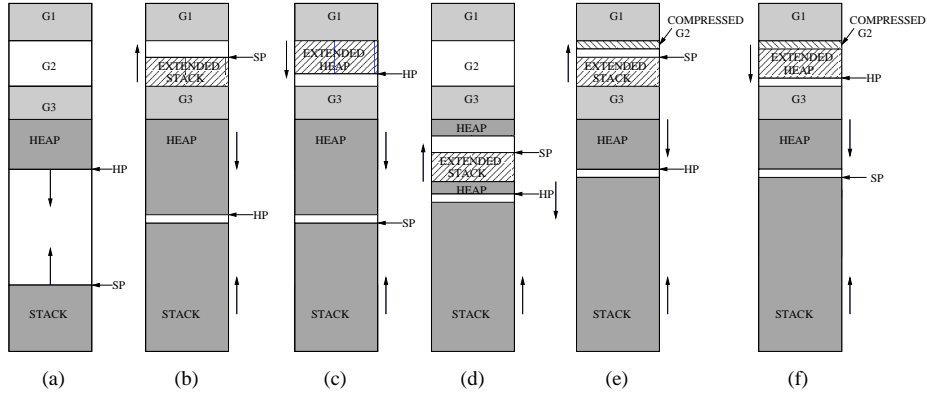 G1
G2
G3
HEAP
HP
SP
STACK
(a)
G1
SP
EXTENDED
STACK
G3
HEAP
HP
STACK
(b)
G1
EXTENDED
HEAP
HP
G3
HEAP
SP
STACK
(c)
G1
G2
G3
HEAP
SP
EXTENDED
STACK
HEAP
HP
STACK
(d)
G1
COMPRESSED
G2
SP
EXTENDED
STACK
G3
HEAP
HP
STACK
(e)
G1
COMPRESSED
G2
EXTENDED
HEAP
HP
G3
HEAP
SP
STACK
(f)